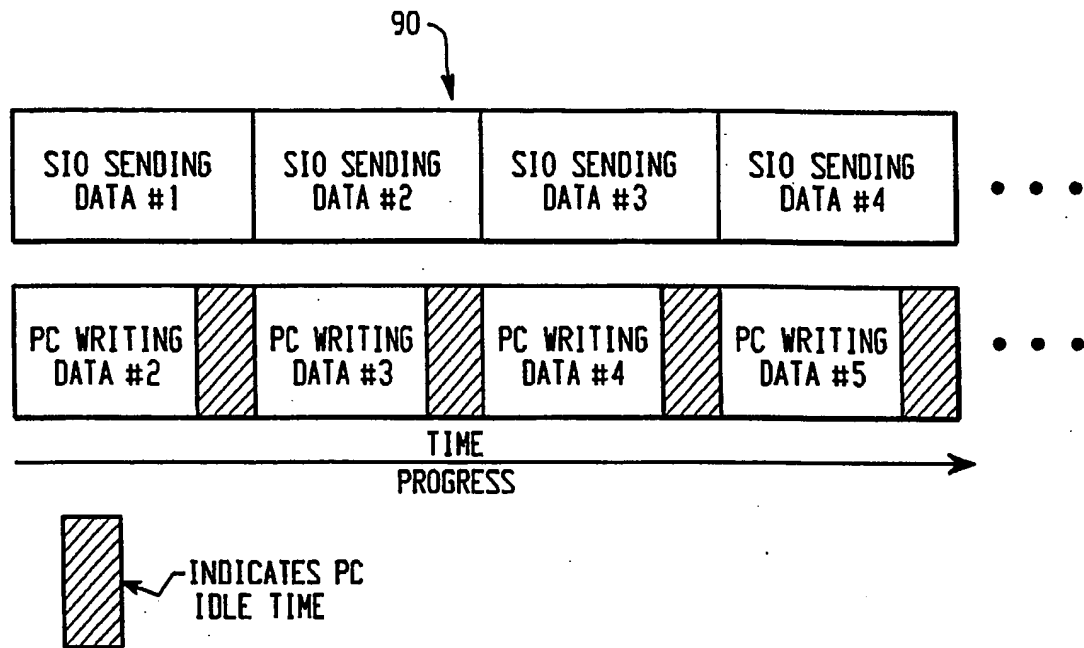 90
SIO SENDING
DATA #1
SIO SENDING
DATA #2
SIO SENDING
DATA #3
SIO SENDING
DATA #4
PC WRITING
DATA #2
PC WRITING
DATA #3
PC WRITING
DATA #4
PC WRITING
DATA #5
TIME
PROGRESS
INDICATES PC
IDLE TIME